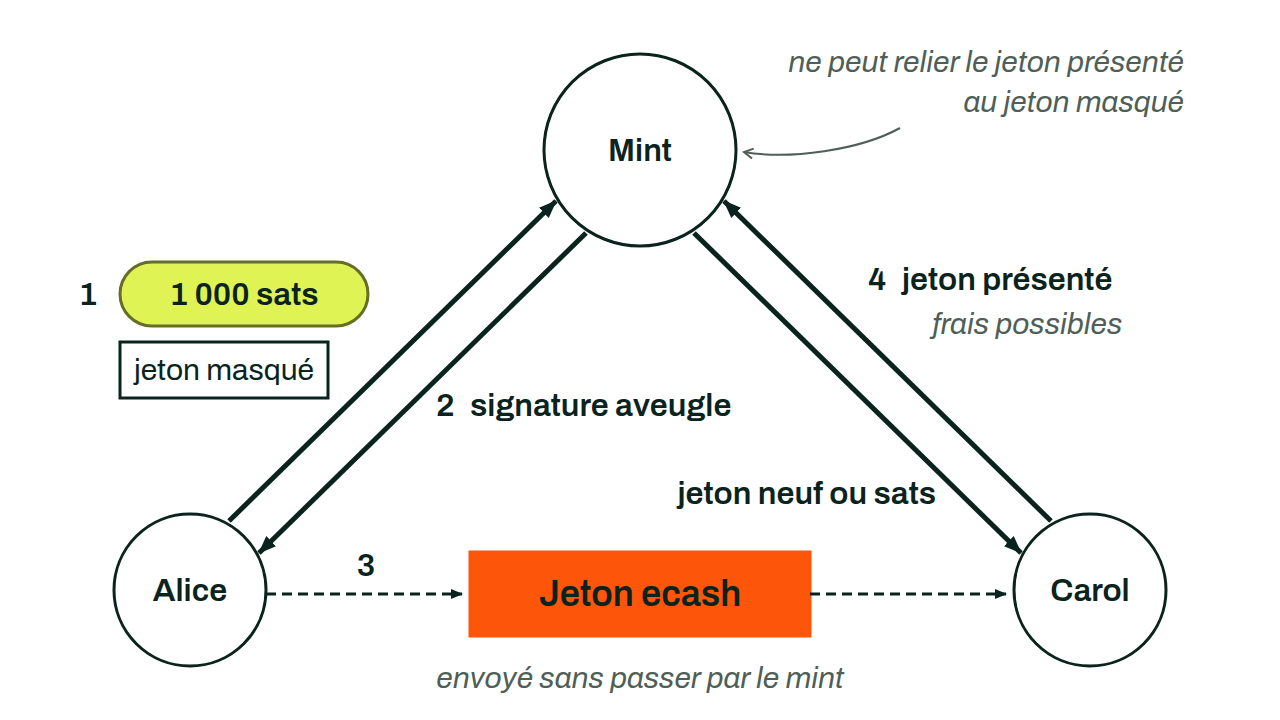 ne peut relier le jeton présenté
au jeton masqué
Mint
1 1 000 sats
jeton masqué
4 jeton présenté
frais possibles
2 signature aveugle
jeton neuf ou sats
3
Alice
Jeton ecash
Carol
envoyé sans passer par le mint